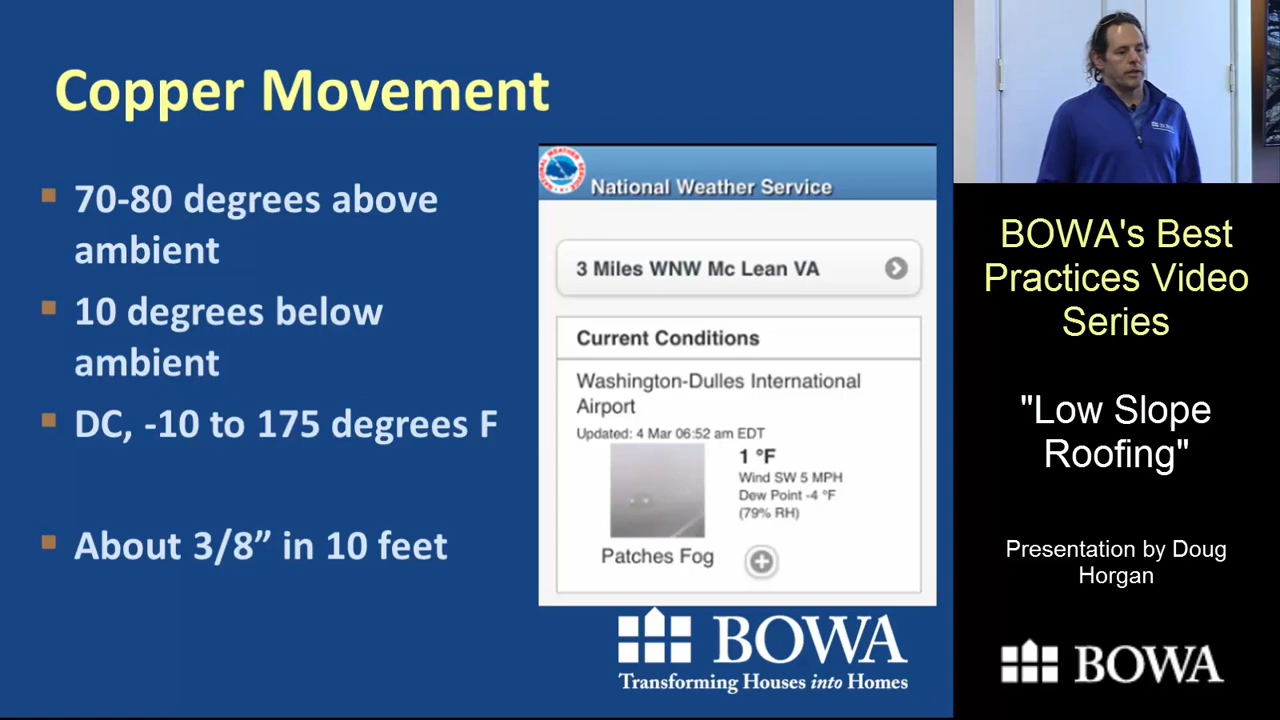 Copper Movement
70-80 degrees above
ambient
10 degrees below
ambient
DC, -10 to 175 degrees F
About 3/8” in 10 feet
NATIONAL WEATHER SERVICE
National Weather Service
3 Miles WNW Mc Lean VA
Current Conditions
Washington-Dulles International
Airport
Updated: 4 Mar 06:52 am EDT
1 °F
Wind SW 5 MPH
Dew Point -4 °F
(79% RH)
Patches Fog
BOWA
Transforming Houses into Homes
BOWA's Best
Practices Video
Series
"Low Slope
Roofing"
Presentation by Doug
Horgan
BOWA